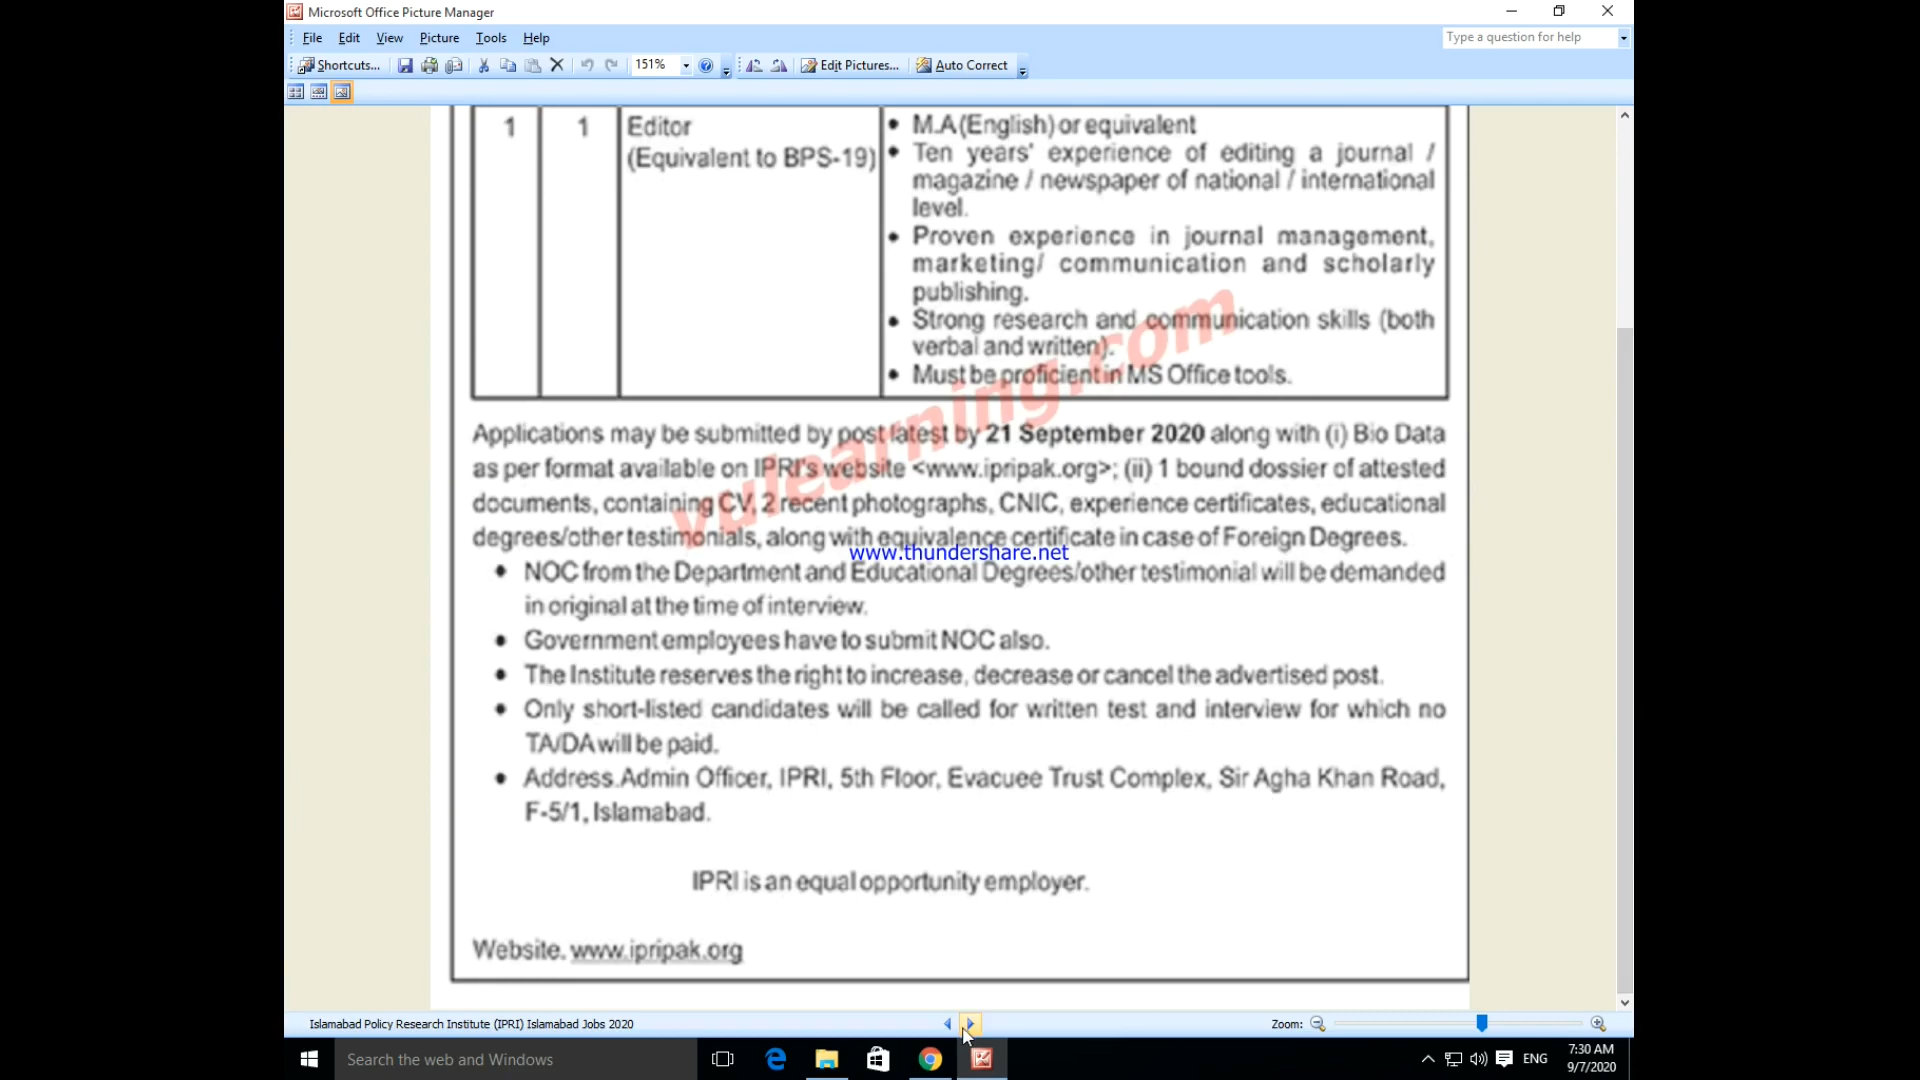 Microsoft Office Picture Manager
File Edit View Picture Tools Help
Type a question for help
Shortcuts... 151% Edit Pictures... Auto Correct
1 1 Editor
(Equivalent to BPS-19)
• M.A (English) or equivalent
• Ten years' experience of editing a journal /
magazine / newspaper of national / international
level.
• Proven experience in journal management,
marketing/ communication and scholarly
publishing.
• Strong research and communication skills (both
verbal and written).
• Must be proficient in MS Office tools.
vulearning.com
Applications may be submitted by post latest by 21 September 2020 along with (i) Bio Data
as per format available on IPRI's website <www.ipripak.org>; (ii) 1 bound dossier of attested
documents, containing CV, 2 recent photographs, CNIC, experience certificates, educational
degrees/other testimonials, along with equivalence certificate in case of Foreign Degrees.
www.thundershare.net
• NOC from the Department and Educational Degrees/other testimonial will be demanded
in original at the time of interview.
• Government employees have to submit NOC also.
• The Institute reserves the right to increase, decrease or cancel the advertised post.
• Only short-listed candidates will be called for written test and interview for which no
TA/DA will be paid.
• Address. Admin Officer, IPRI, 5th Floor, Evacuee Trust Complex, Sir Agha Khan Road,
F-5/1, Islamabad.
IPRI is an equal opportunity employer.
Website. www.ipripak.org
Islamabad Policy Research Institute (IPRI) Islamabad Jobs 2020
Zoom:
Search the web and Windows
ENG
7:30 AM
9/7/2020